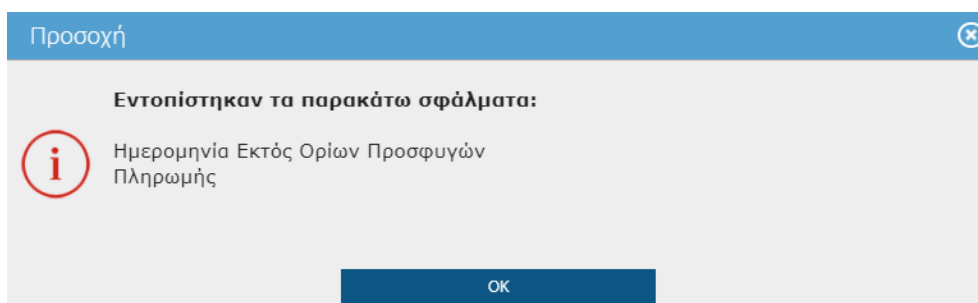 Προσοχή
Εντοπίστηκαν τα παρακάτω σφάλματα:
Ημερομηνία Εκτός Ορίων Προσφυγών
Πληρωμής
OK